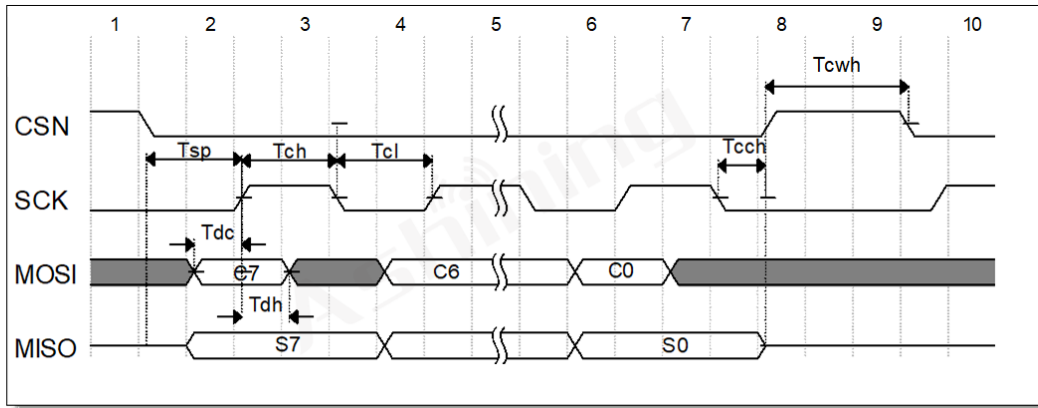 1 2 3 4 5 6 7 8 9 10
Tcwh
CSN
Tsp Tch Tcl Tcch
SCK
Tdc
MOSI C7 C6 C0
Tdh
MISO S7 S0
Ashining